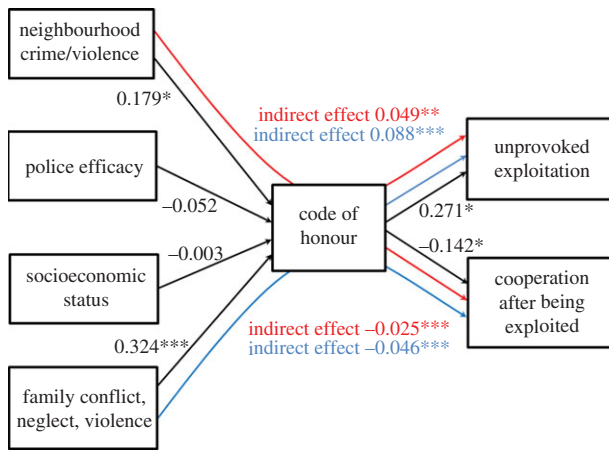 neighbourhood
crime/violence
0.179*
indirect effect 0.049**
indirect effect 0.088***
police efficacy
–0.052
unprovoked
exploitation
code of
honour
0.271*
–0.142*
socioeconomic
status
–0.003
cooperation
after being
exploited
0.324***
indirect effect –0.025***
indirect effect –0.046***
family conflict,
neglect, violence